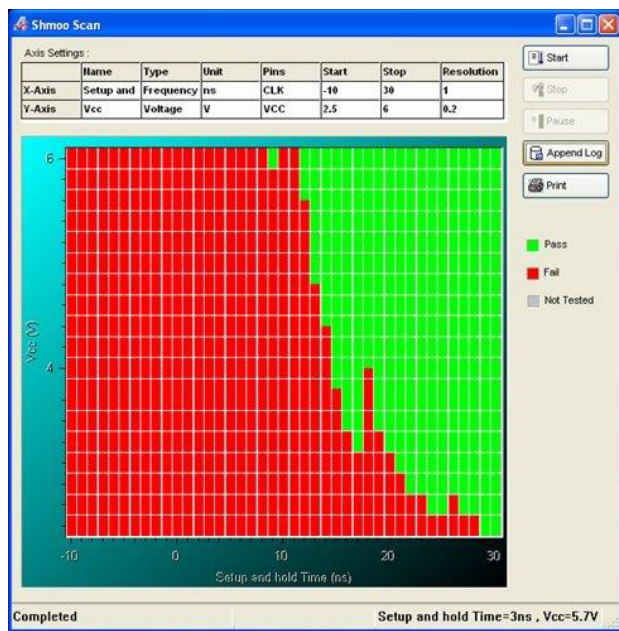 Shmoo Scan
Axis Settings :
Name Type Unit Pins Start Stop Resolution
X-Axis Setup and Frequency ns CLK -10 30 1
Y-Axis Vcc Voltage V VCC 2.5 6 0.2
Start
Stop
Pause
Append Log
Print
Pass
Fail
Not Tested
6
4
Vcc (V)
-10 0 10 20 30
Setup and hold Time (ns)
Completed
Setup and hold Time=3ns , Vcc=5.7V